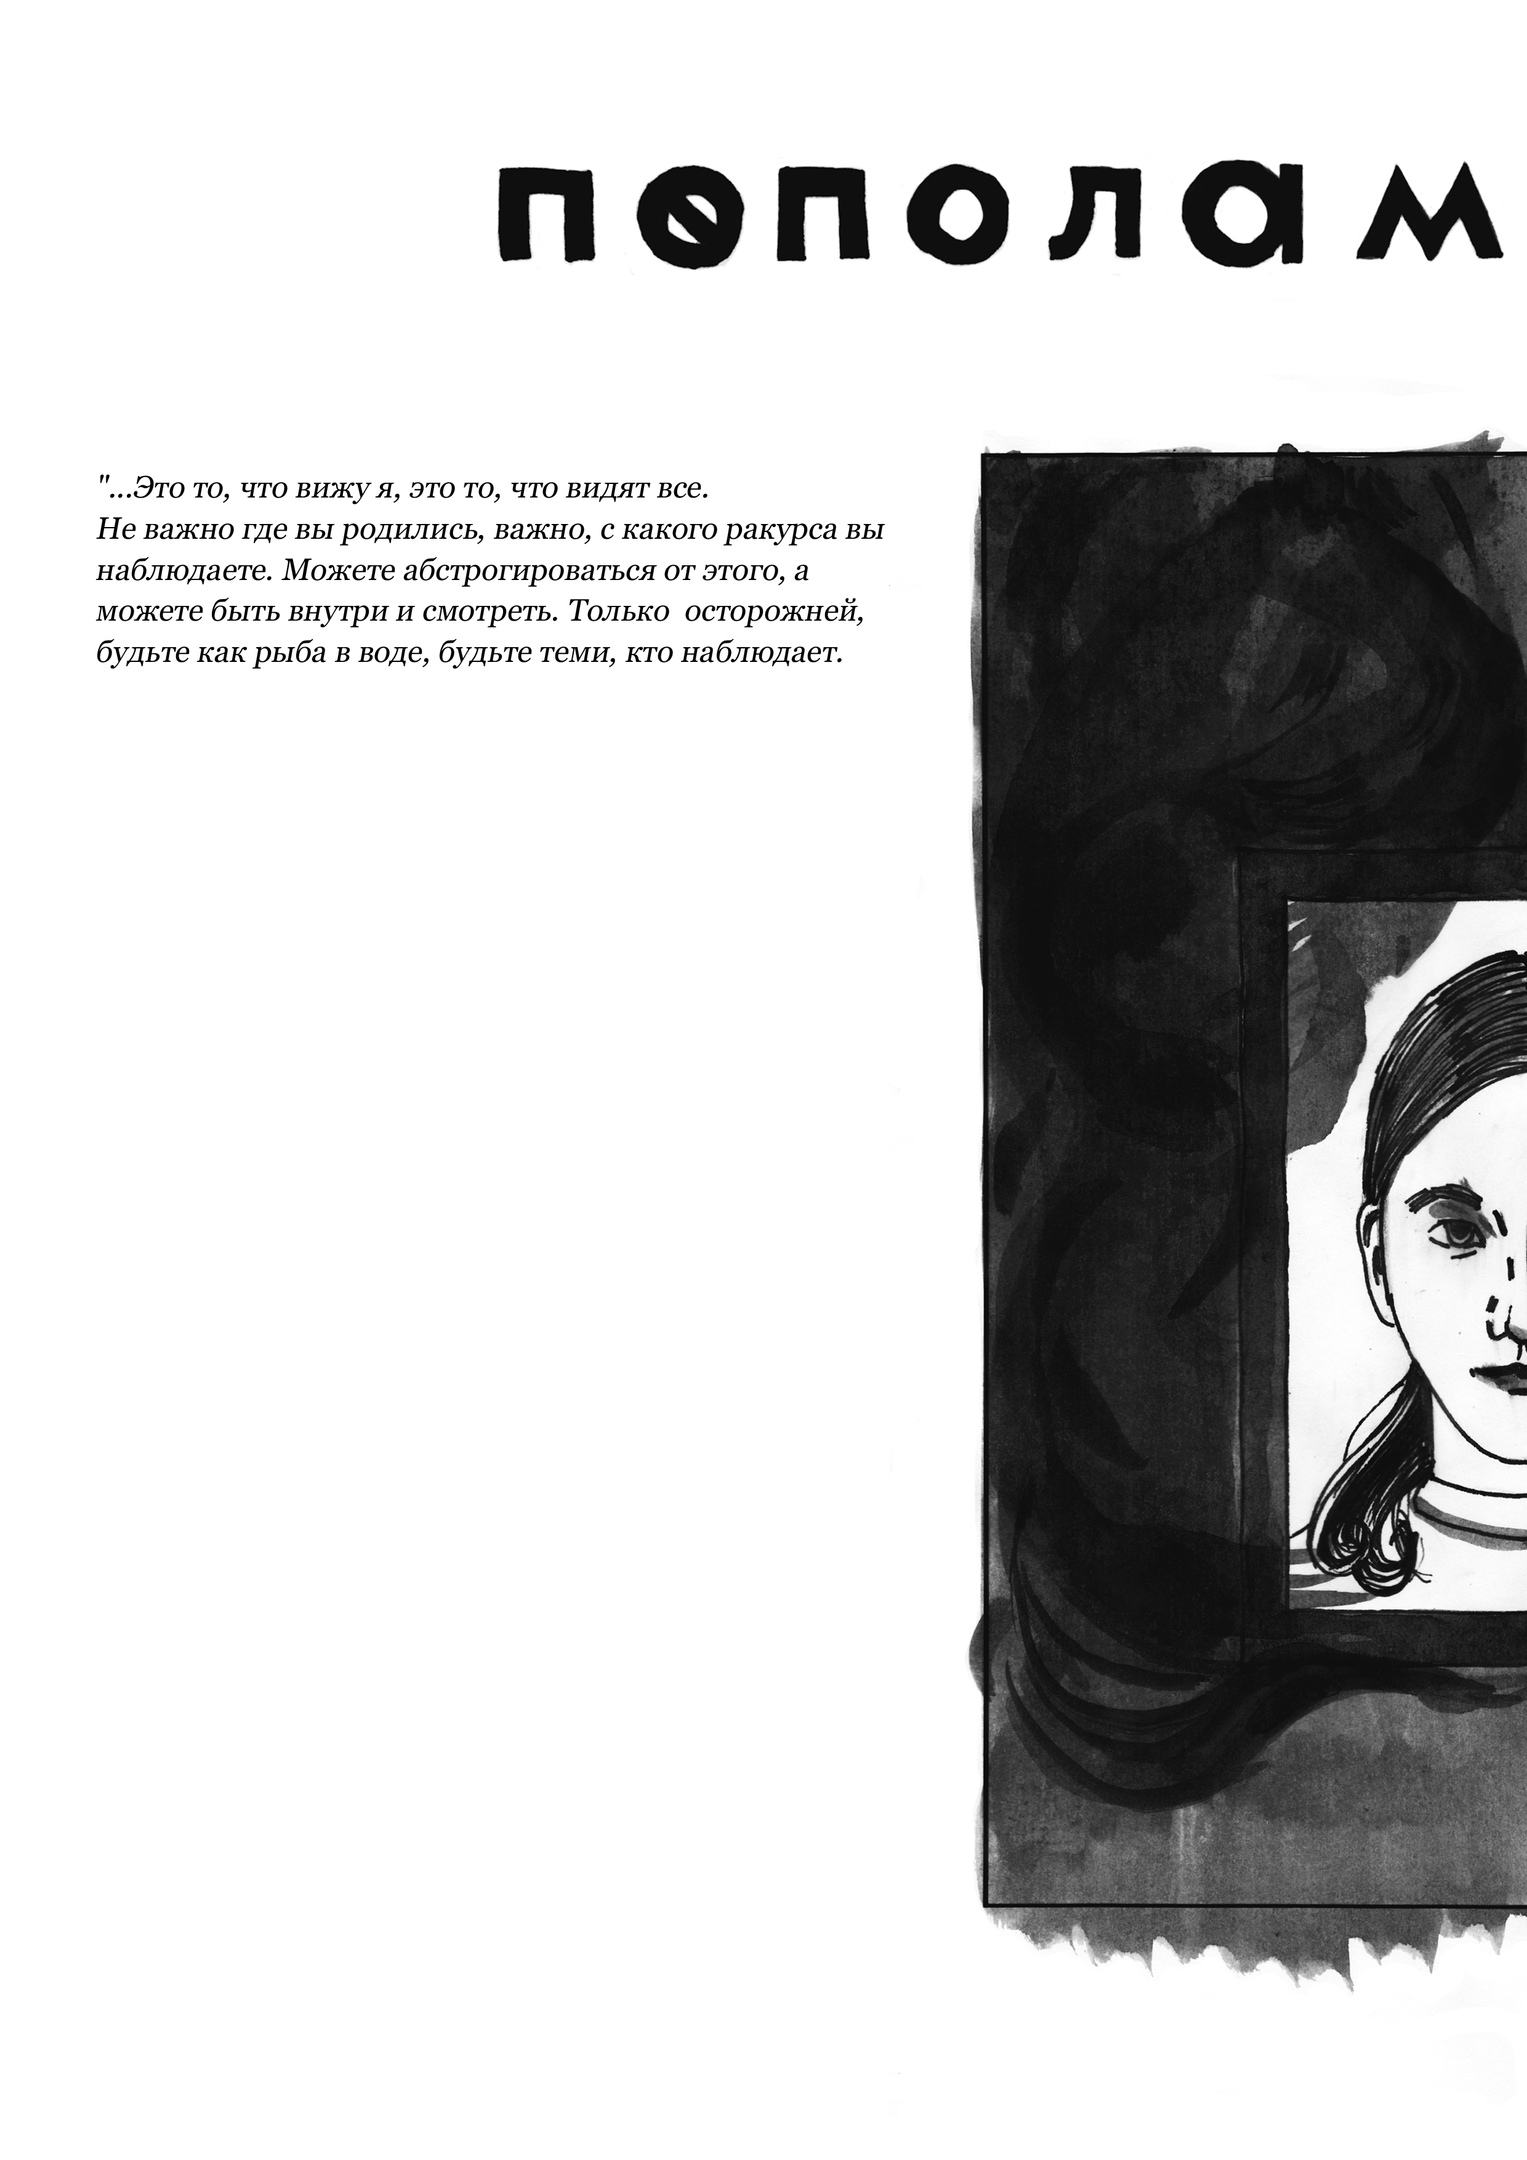 пополам
"...Это то, что вижу я, это то, что видят все.
Не важно где вы родились, важно, с какого ракурса вы
наблюдаете. Можете абстрогироваться от этого, а
можете быть внутри и смотреть. Только осторожней,
будьте как рыба в воде, будьте теми, кто наблюдает.